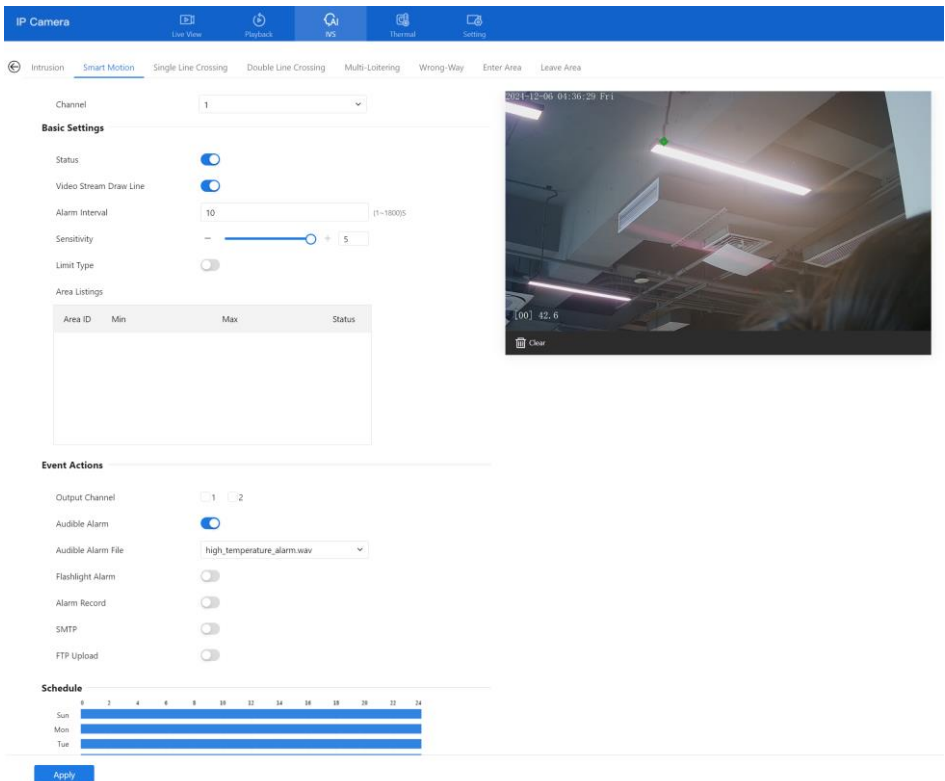 IP Camera
Live View Playback IVS Thermal Setting
Intrusion Smart Motion Single Line Crossing Double Line Crossing Multi-Loitering Wrong-Way Enter Area Leave Area
Channel 1
2024-12-06 04:36:29 Fri
Basic Settings
Status
Video Stream Draw Line
Alarm Interval 10 (1~1800)S
Sensitivity − + 5
Limit Type
Area Listings
Area ID Min Max Status
[00] 42.6
Clear
Event Actions
Output Channel 1 2
Audible Alarm
Audible Alarm File high_temperature_alarm.wav
Flashlight Alarm
Alarm Record
SMTP
FTP Upload
Schedule
0 2 4 6 8 10 12 14 16 18 20 22 24
Sun
Mon
Tue
Apply